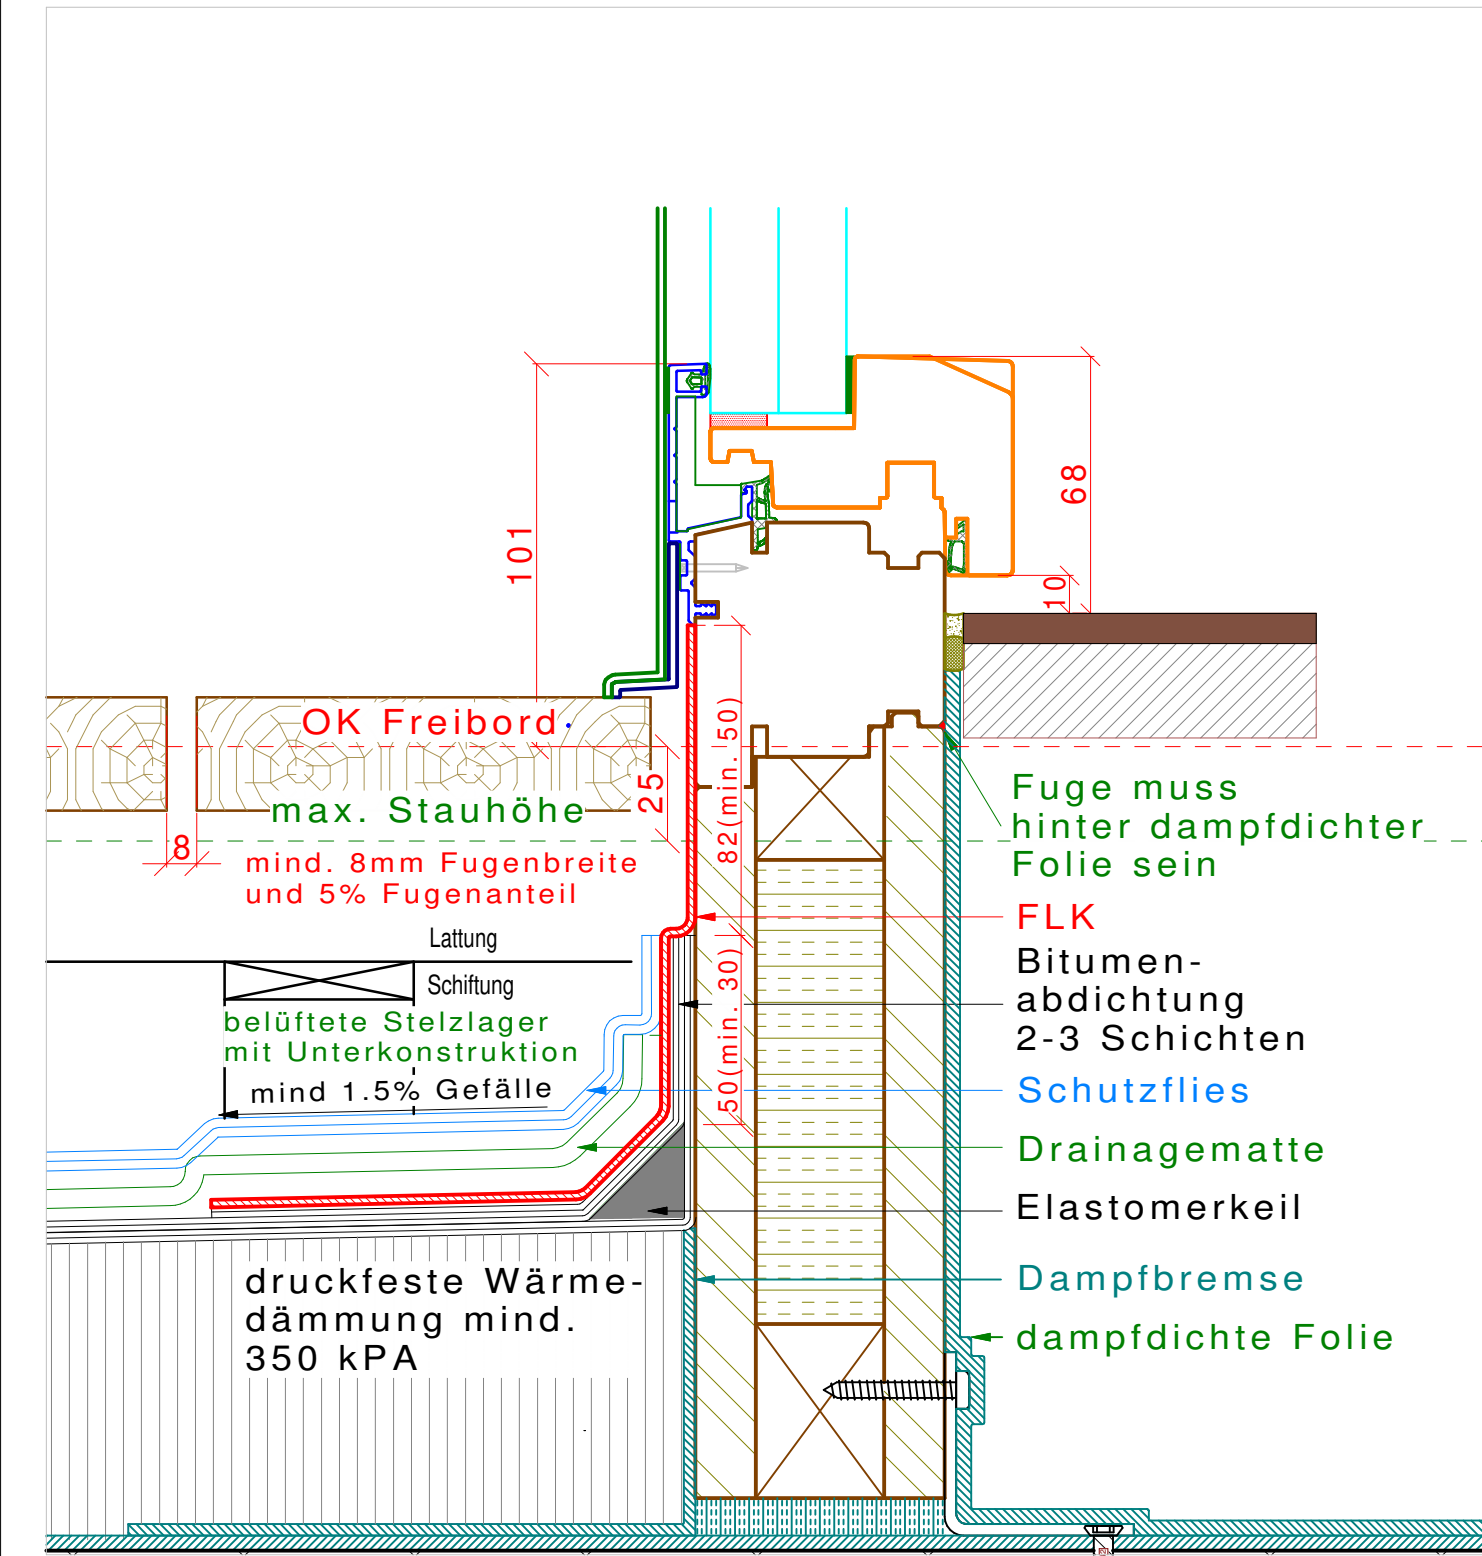 101
68
10
OK Freibord
25
82(min. 50)
max. Stauhöhe
8
mind. 8mm Fugenbreite
und 5% Fugenanteil
Lattung
Schiftung
belüftete Stelzlager
mit Unterkonstruktion
mind 1.5% Gefälle
50(min. 30)
druckfeste Wärme-
dämmung mind.
350 kPA
Fuge muss
hinter dampfdichter
Folie sein
FLK
Bitumen-
abdichtung
2-3 Schichten
Schutzflies
Drainagematte
Elastomerkeil
Dampfbremse
dampfdichte Folie